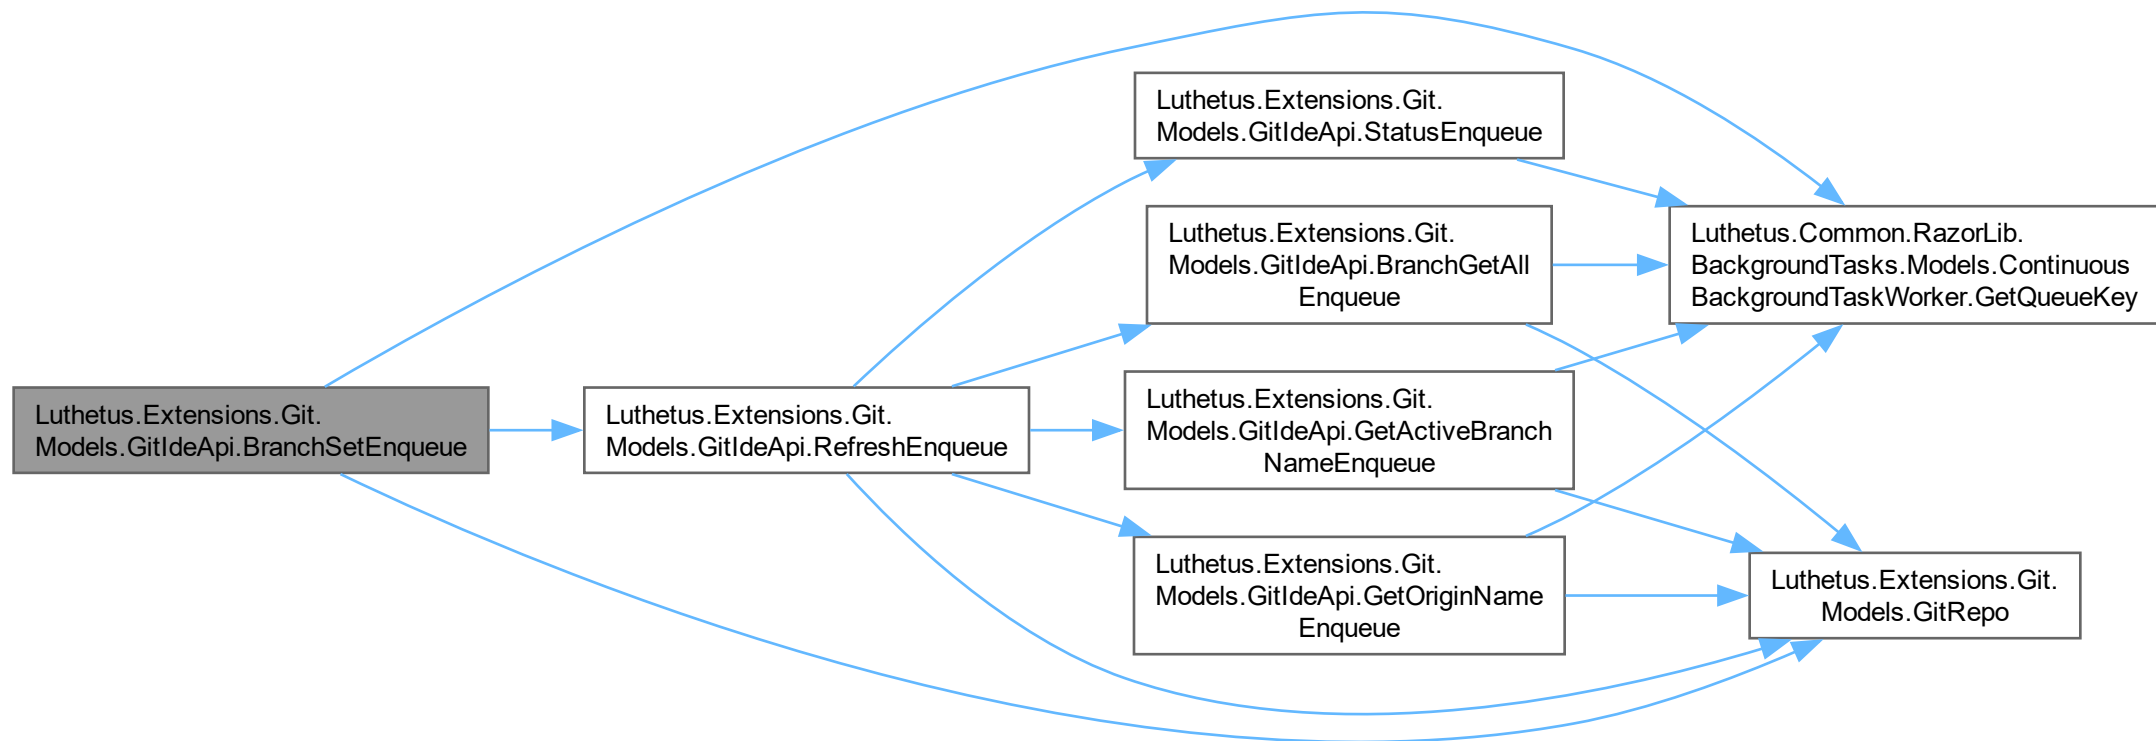 Luthetus.Extensions.Git.
Models.GitIdeApi.BranchSetEnqueue
Luthetus.Extensions.Git.
Models.GitIdeApi.RefreshEnqueue
Luthetus.Extensions.Git.
Models.GitIdeApi.StatusEnqueue
Luthetus.Extensions.Git.
Models.GitIdeApi.BranchGetAll
Enqueue
Luthetus.Extensions.Git.
Models.GitIdeApi.GetActiveBranch
NameEnqueue
Luthetus.Extensions.Git.
Models.GitIdeApi.GetOriginName
Enqueue
Luthetus.Common.RazorLib.
BackgroundTasks.Models.Continuous
BackgroundTaskWorker.GetQueueKey
Luthetus.Extensions.Git.
Models.GitRepo